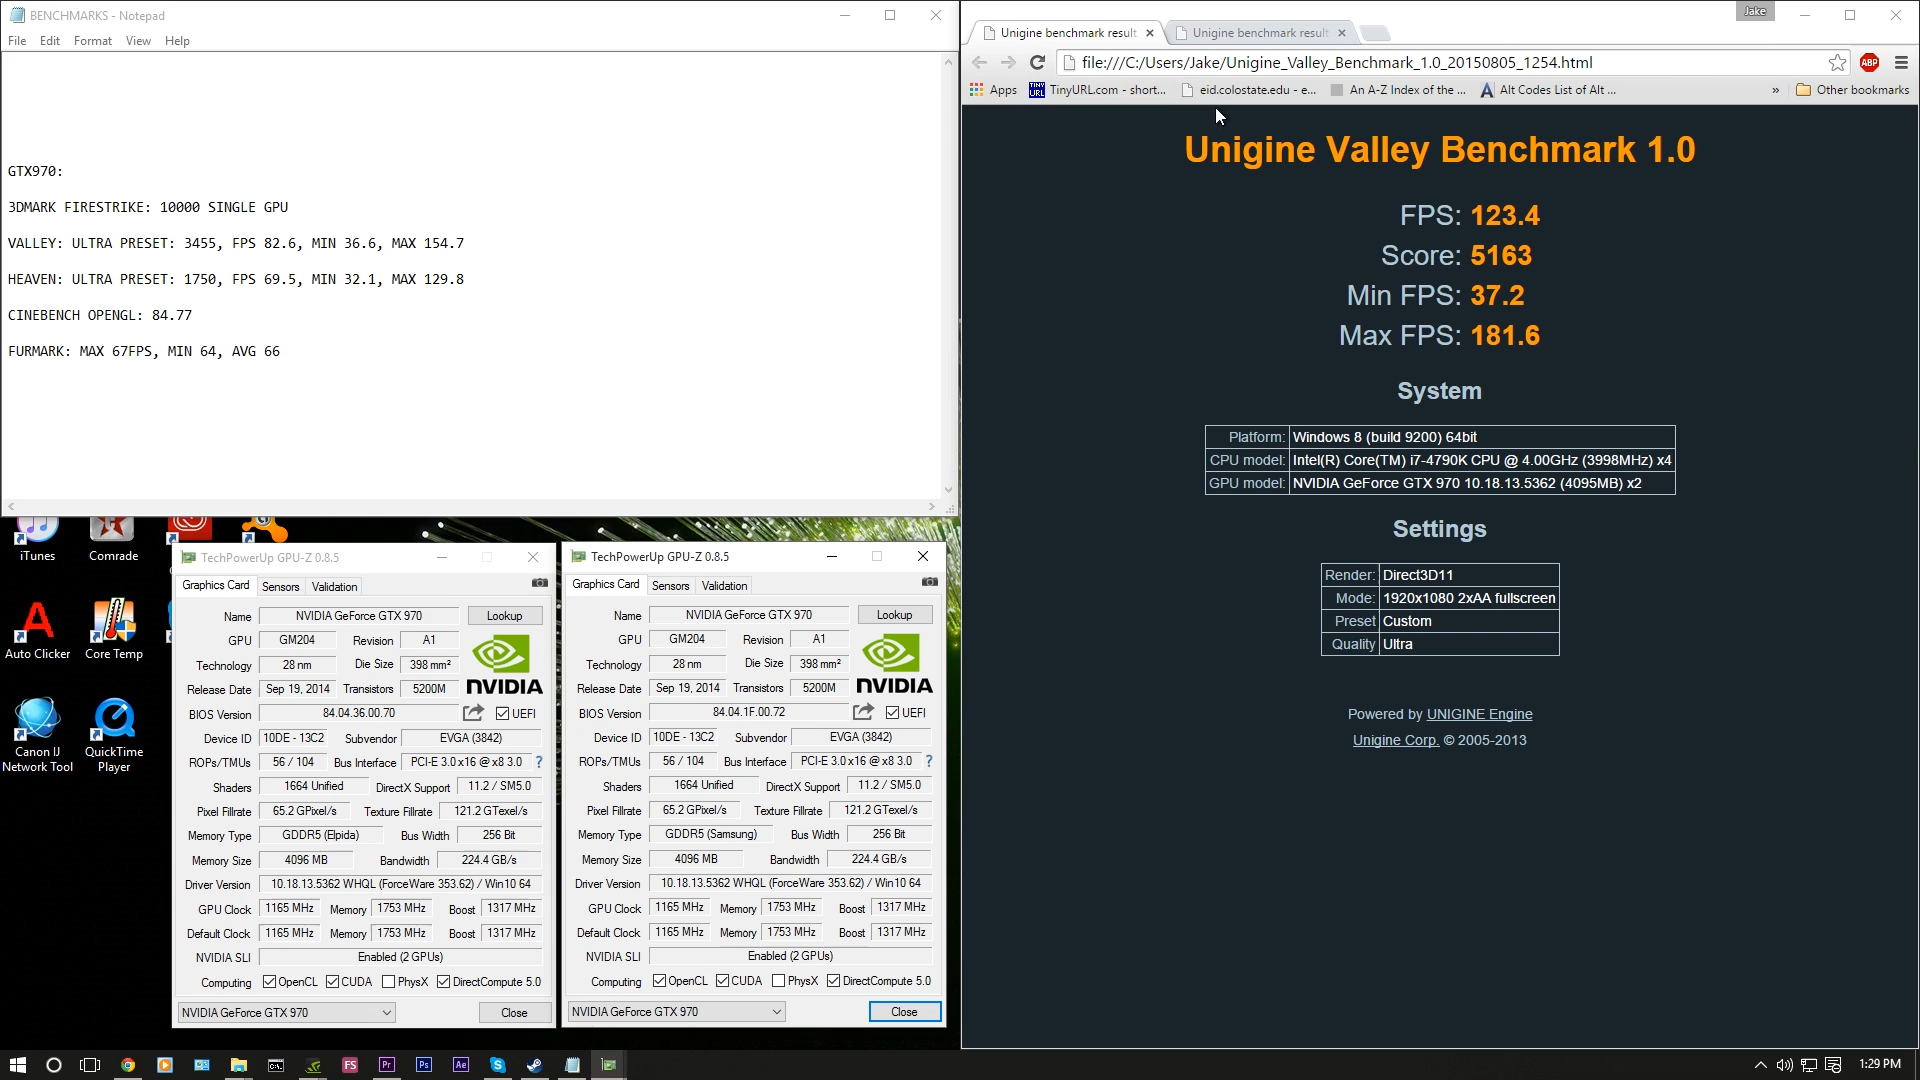 BENCHMARKS - Notepad
File Edit Format View Help
GTX970:
3DMARK FIRESTRIKE: 10000 SINGLE GPU
VALLEY: ULTRA PRESET: 3455, FPS 82.6, MIN 36.6, MAX 154.7
HEAVEN: ULTRA PRESET: 1750, FPS 69.5, MIN 32.1, MAX 129.8
CINEBENCH OPENGL: 84.77
FURMARK: MAX 67FPS, MIN 64, AVG 66
Jake
Unigine benchmark result
Unigine benchmark result
file:///C:/Users/Jake/Unigine_Valley_Benchmark_1.0_20150805_1254.html
ABP
Apps TinyURL.com - short... eid.colostate.edu - e... An A-Z Index of the ... Alt Codes List of Alt ... » Other bookmarks
Unigine Valley Benchmark 1.0
FPS: 123.4
Score: 5163
Min FPS: 37.2
Max FPS: 181.6
System
Platform: Windows 8 (build 9200) 64bit
CPU model: Intel(R) Core(TM) i7-4790K CPU @ 4.00GHz (3998MHz) x4
GPU model: NVIDIA GeForce GTX 970 10.18.13.5362 (4095MB) x2
Settings
Render: Direct3D11
Mode: 1920x1080 2xAA fullscreen
Preset Custom
Quality Ultra
Powered by UNIGINE Engine
Unigine Corp. © 2005-2013
iTunes
Comrade
Auto Clicker
Core Temp
Canon IJ
Network Tool
QuickTime
Player
TechPowerUp GPU-Z 0.8.5
Graphics Card Sensors Validation
Name NVIDIA GeForce GTX 970 Lookup
GPU GM204 Revision A1
Technology 28 nm Die Size 398 mm²
Release Date Sep 19, 2014 Transistors 5200M
NVIDIA
BIOS Version 84.04.36.00.70 UEFI
Device ID 10DE - 13C2 Subvendor EVGA (3842)
ROPs/TMUs 56 / 104 Bus Interface PCI-E 3.0 x16 @ x8 3.0 ?
Shaders 1664 Unified DirectX Support 11.2 / SM5.0
Pixel Fillrate 65.2 GPixel/s Texture Fillrate 121.2 GTexel/s
Memory Type GDDR5 (Elpida) Bus Width 256 Bit
Memory Size 4096 MB Bandwidth 224.4 GB/s
Driver Version 10.18.13.5362 WHQL (ForceWare 353.62) / Win10 64
GPU Clock 1165 MHz Memory 1753 MHz Boost 1317 MHz
Default Clock 1165 MHz Memory 1753 MHz Boost 1317 MHz
NVIDIA SLI Enabled (2 GPUs)
Computing OpenCL CUDA PhysX DirectCompute 5.0
NVIDIA GeForce GTX 970 Close
TechPowerUp GPU-Z 0.8.5
Graphics Card Sensors Validation
Name NVIDIA GeForce GTX 970 Lookup
GPU GM204 Revision A1
Technology 28 nm Die Size 398 mm²
Release Date Sep 19, 2014 Transistors 5200M
NVIDIA
BIOS Version 84.04.1F.00.72 UEFI
Device ID 10DE - 13C2 Subvendor EVGA (3842)
ROPs/TMUs 56 / 104 Bus Interface PCI-E 3.0 x16 @ x8 3.0 ?
Shaders 1664 Unified DirectX Support 11.2 / SM5.0
Pixel Fillrate 65.2 GPixel/s Texture Fillrate 121.2 GTexel/s
Memory Type GDDR5 (Samsung) Bus Width 256 Bit
Memory Size 4096 MB Bandwidth 224.4 GB/s
Driver Version 10.18.13.5362 WHQL (ForceWare 353.62) / Win10 64
GPU Clock 1165 MHz Memory 1753 MHz Boost 1317 MHz
Default Clock 1165 MHz Memory 1753 MHz Boost 1317 MHz
NVIDIA SLI Enabled (2 GPUs)
Computing OpenCL CUDA PhysX DirectCompute 5.0
NVIDIA GeForce GTX 970 Close
FS Pr Ps Ae
1:29 PM